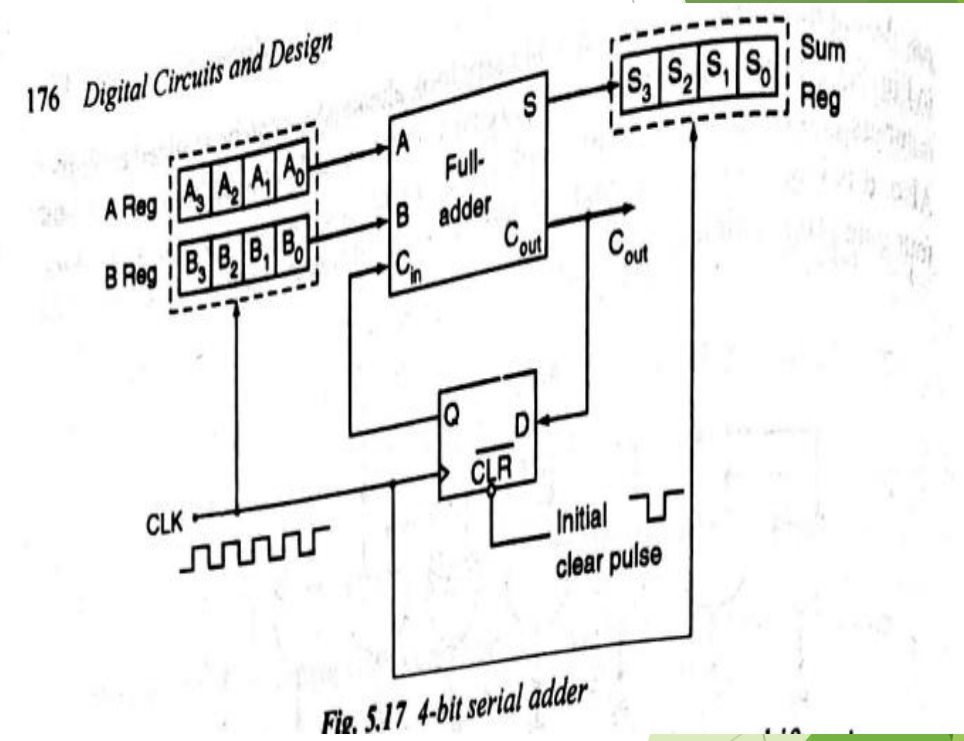 176 Digital Circuits and Design
Sum
Reg
S3 S2 S1 S0
A Reg
A3 A2 A1 A0
B Reg
B3 B2 B1 B0
A
B
Cin
Full-
adder
S
Cout
Cout
Q
D
CLR
CLK
Initial
clear pulse
Fig. 5.17 4-bit serial adder